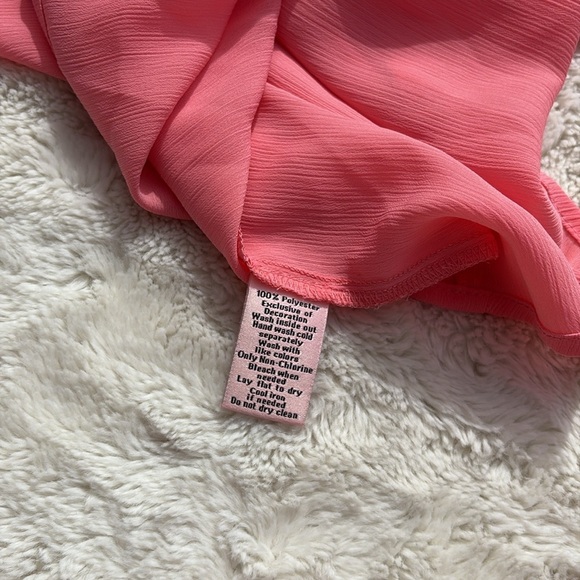 100% Polyester
Exclusive of
Decoration
Wash inside out
Hand wash cold
separately
Wash with
like colors
Only Non-Chlorine
Bleach when
needed
Lay flat to dry
Cool iron
if needed
Do not dry clean